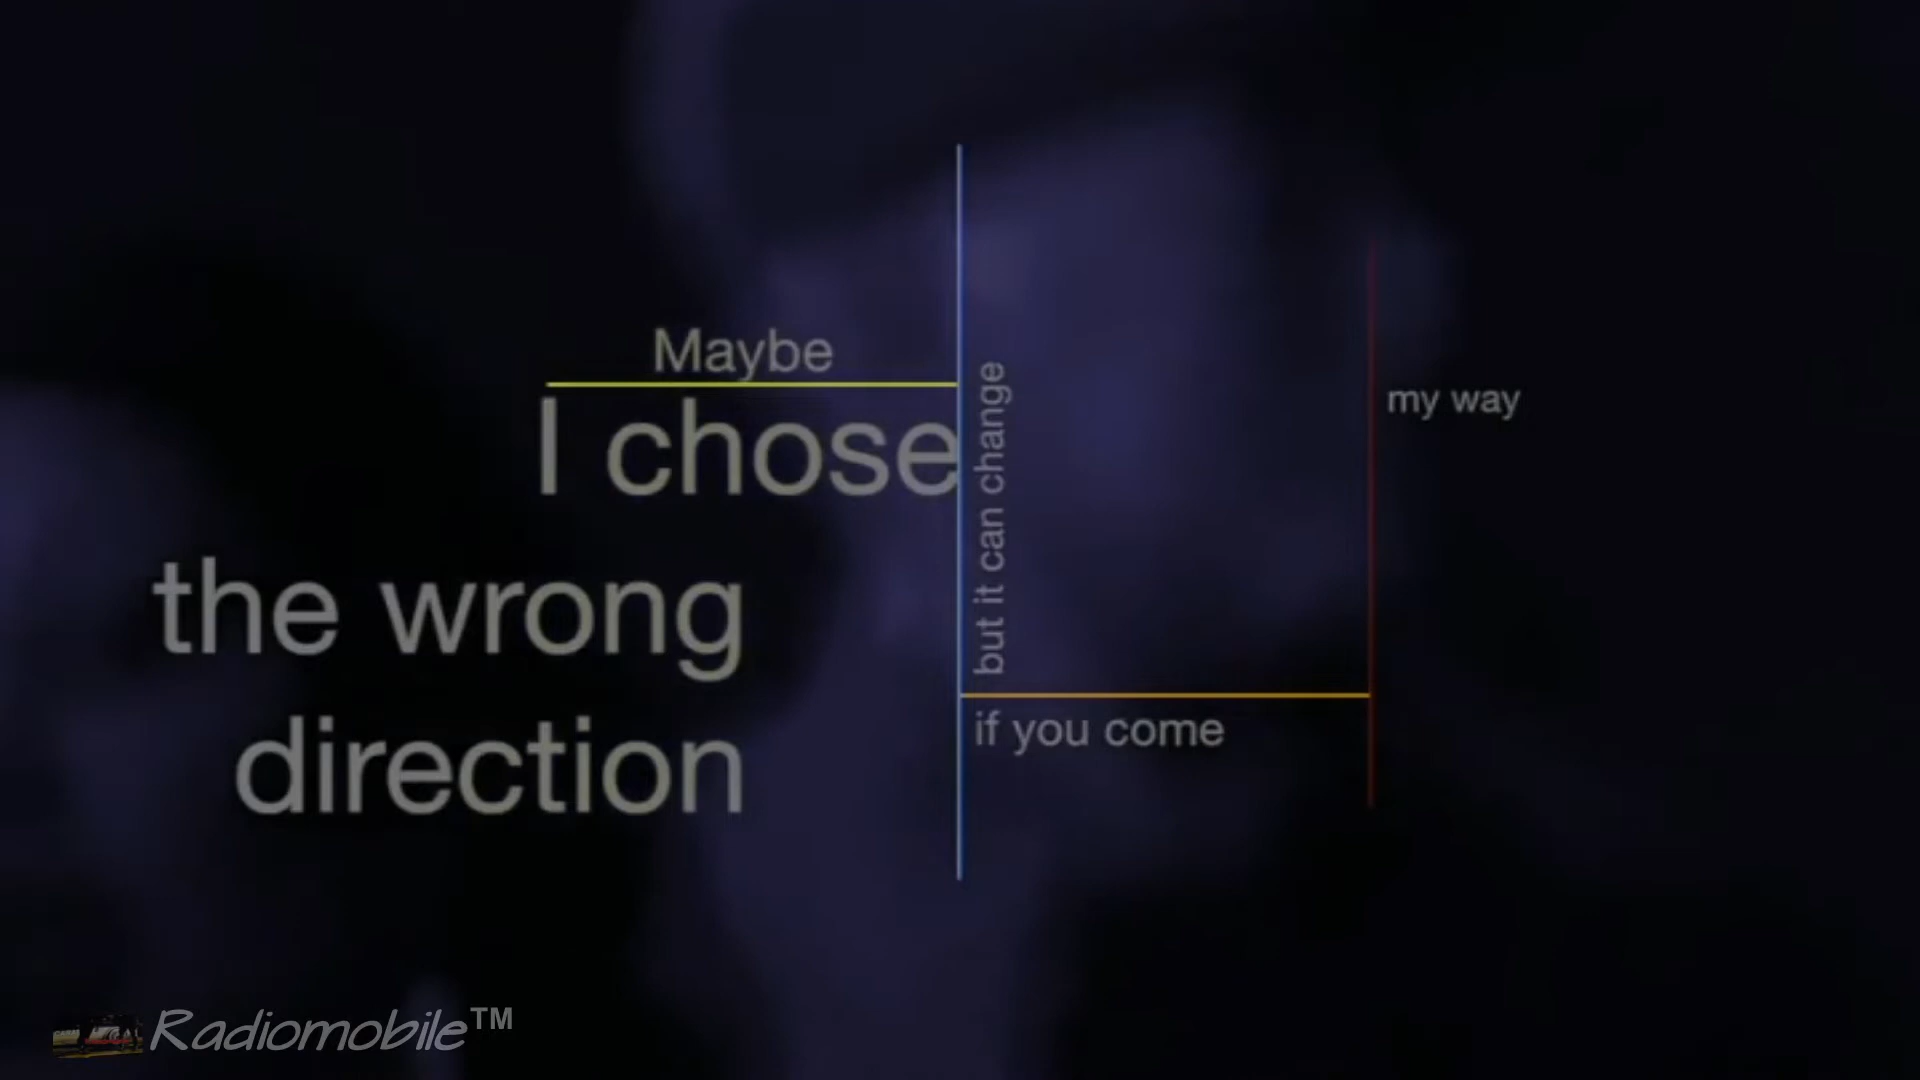 Maybe
I chose
the wrong
direction
but it can change
if you come
my way
Radiomobile™